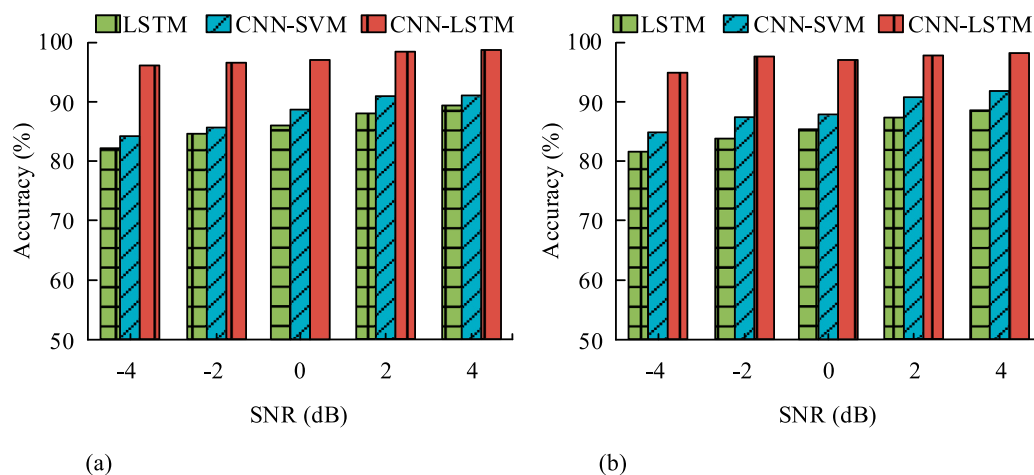 LSTM CNN-SVM CNN-LSTM
100
90
80
70
60
50
Accuracy (%)
-4 -2 0 2 4
SNR (dB)
(a)
LSTM CNN-SVM CNN-LSTM
100
90
80
70
60
50
Accuracy (%)
-4 -2 0 2 4
SNR (dB)
(b)